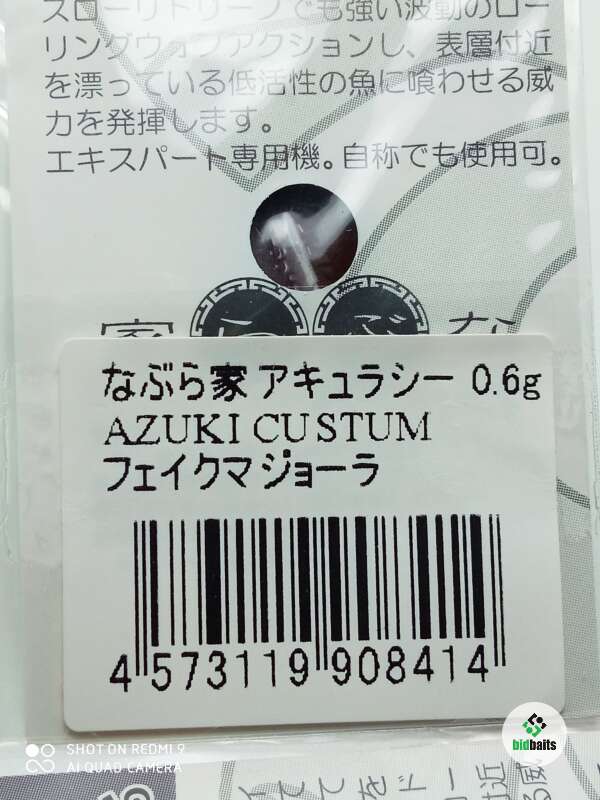 スローリトリーブでも強い波動のロー
リングウォブアクションし、表層付近
を漂っている低活性の魚に喰わせる威
力を発揮します。
エキスパート専用機。自称でも使用可。
なぶら家 アキュラシー 0.6g
AZUKI CUSTUM
フェイクマジョーラ
4 573119 908414
SHOT ON REDMI 9
AI QUAD CAMERA
bidbaits